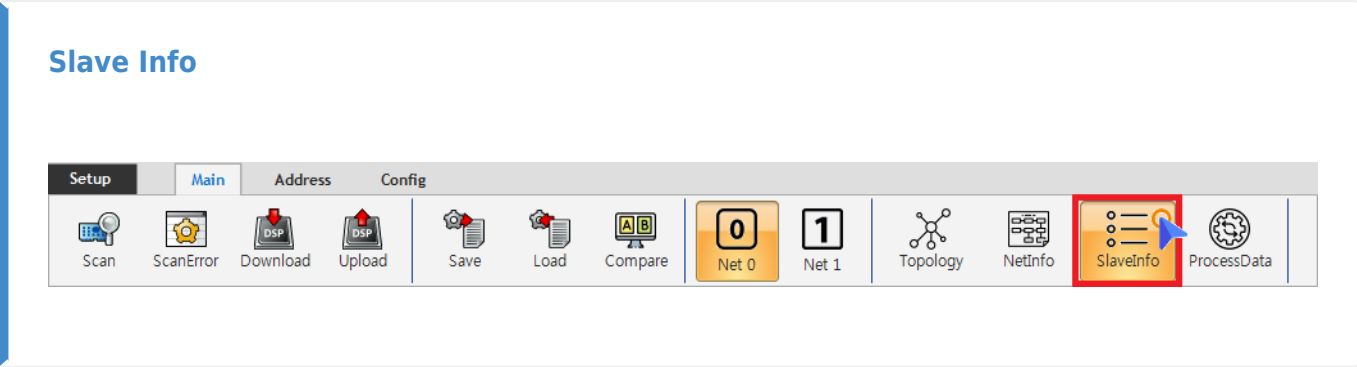 Slave Info
Setup Main Address Config
DSP DSP A B 0 1
Scan ScanError Download Upload Save Load Compare Net 0 Net 1 Topology NetInfo SlaveInfo ProcessData